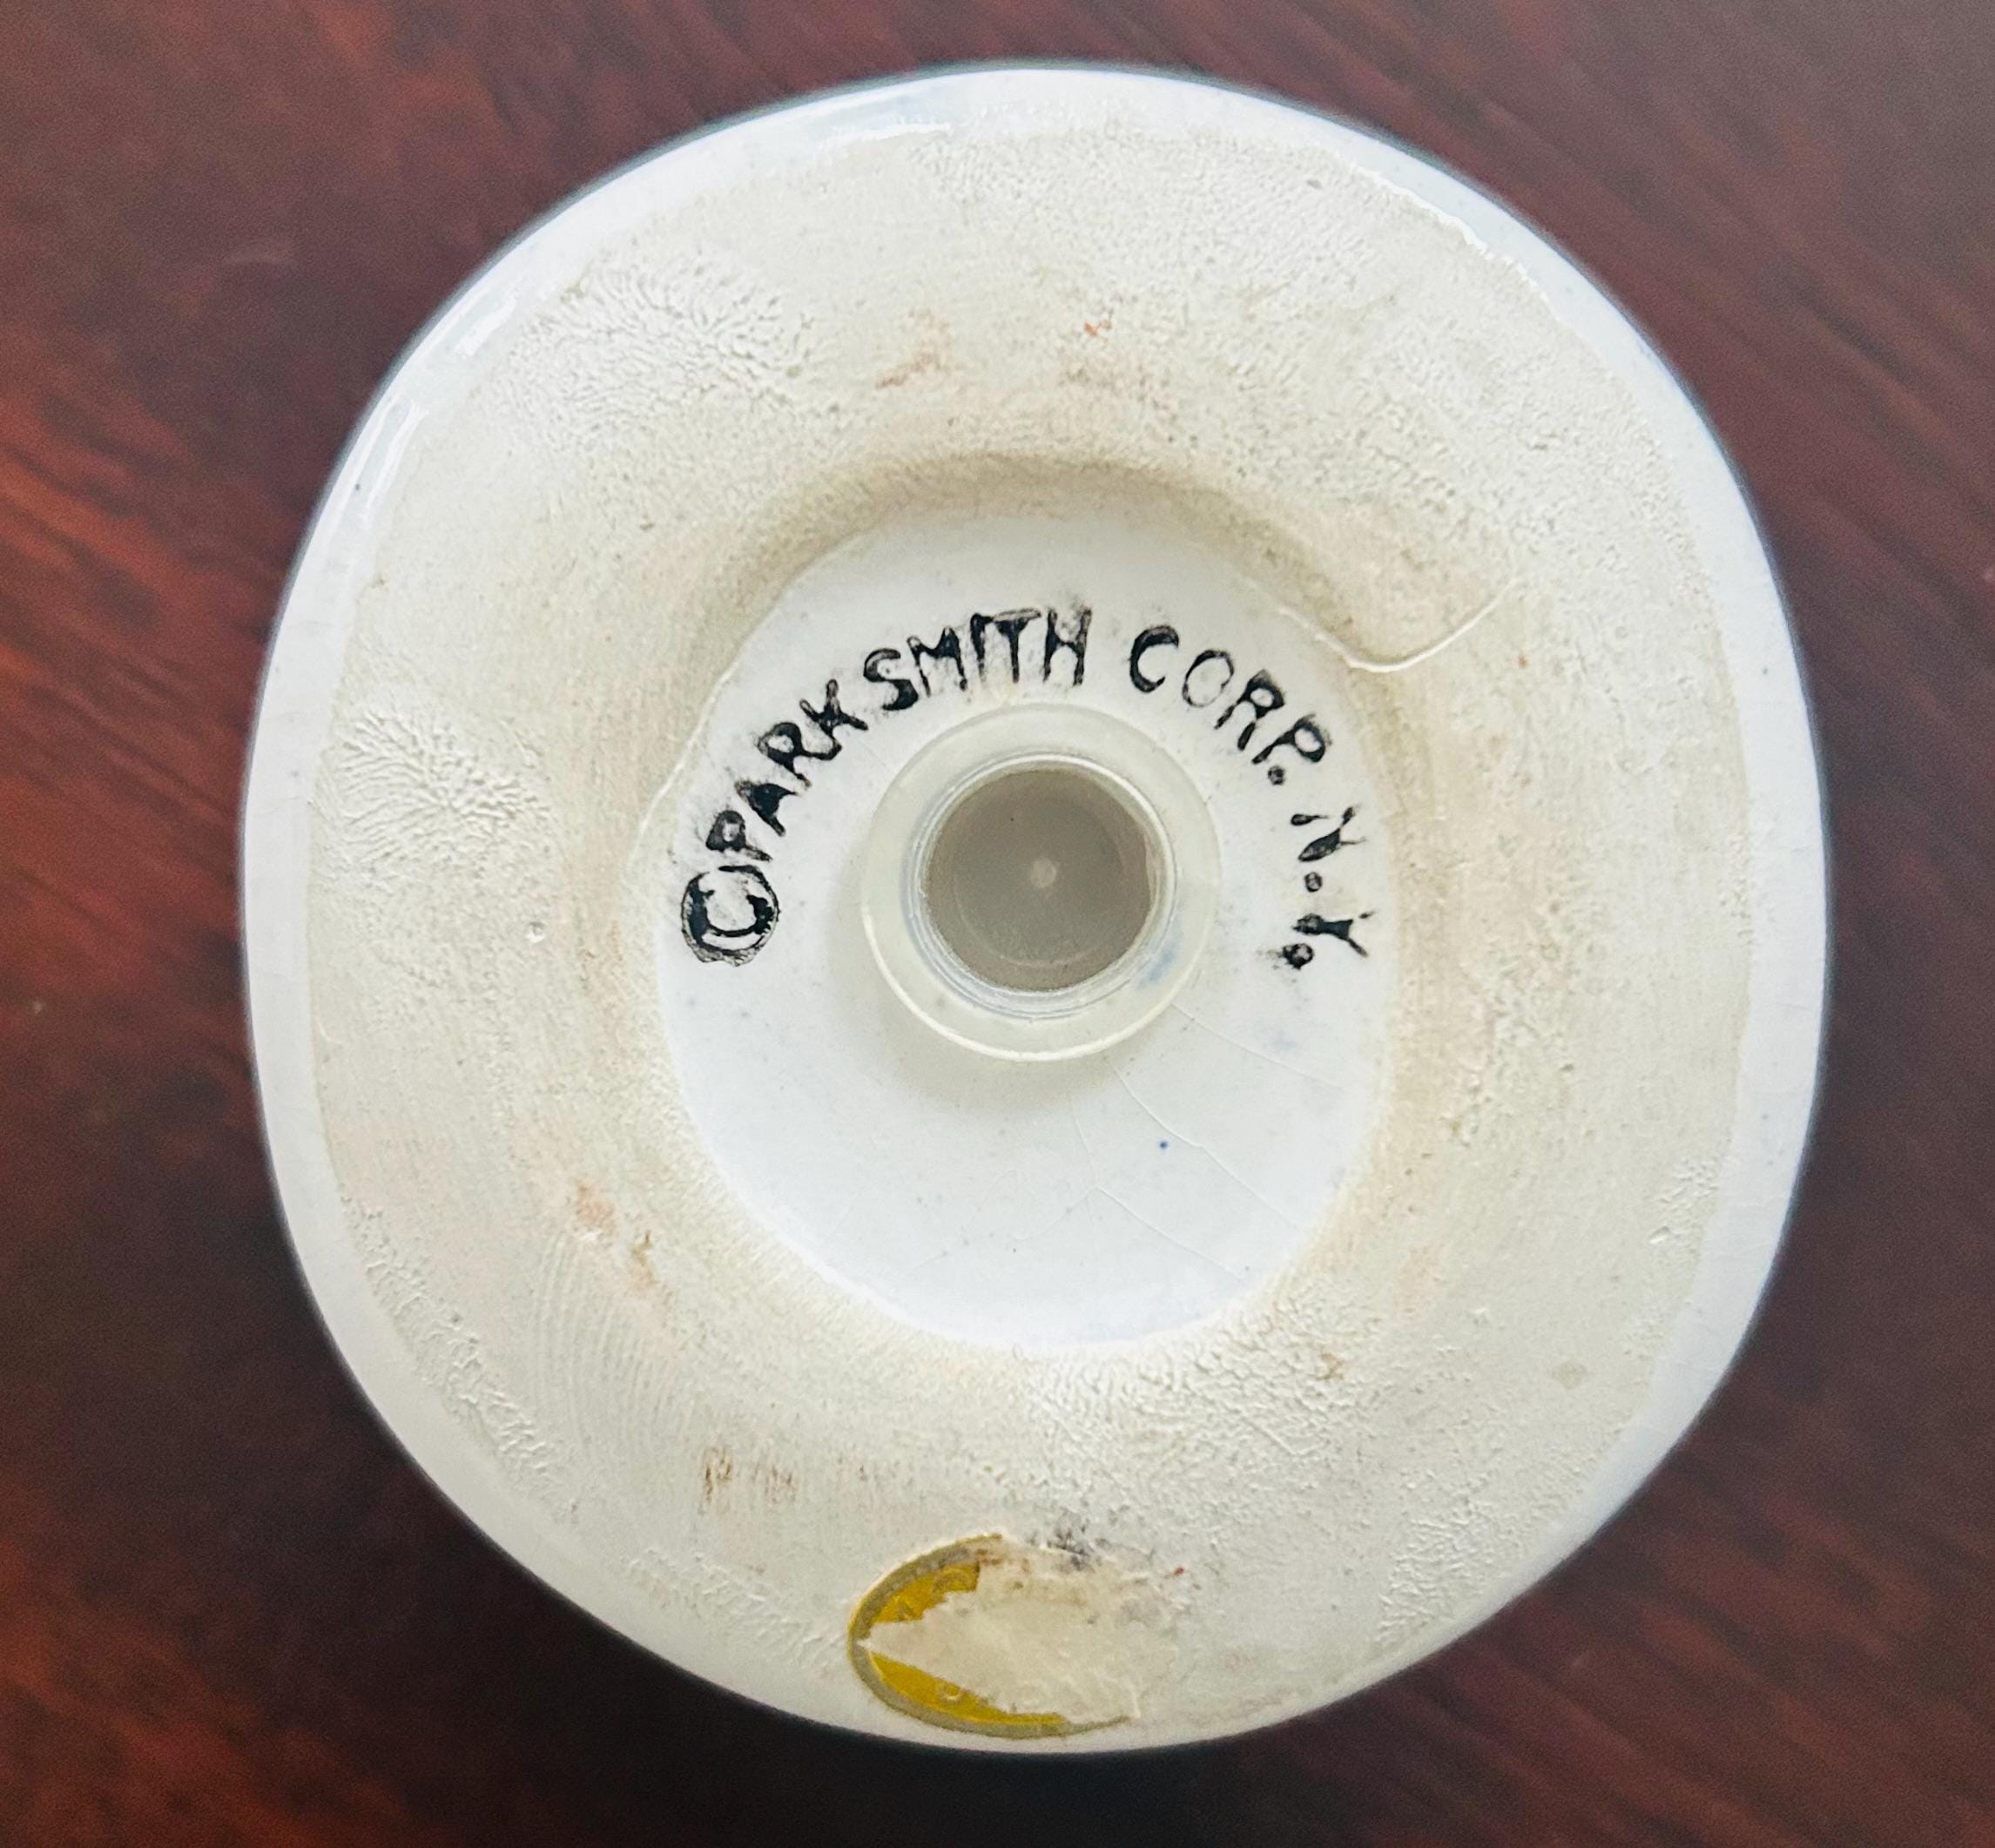 ©PARK SMITH CORP. N.Y.